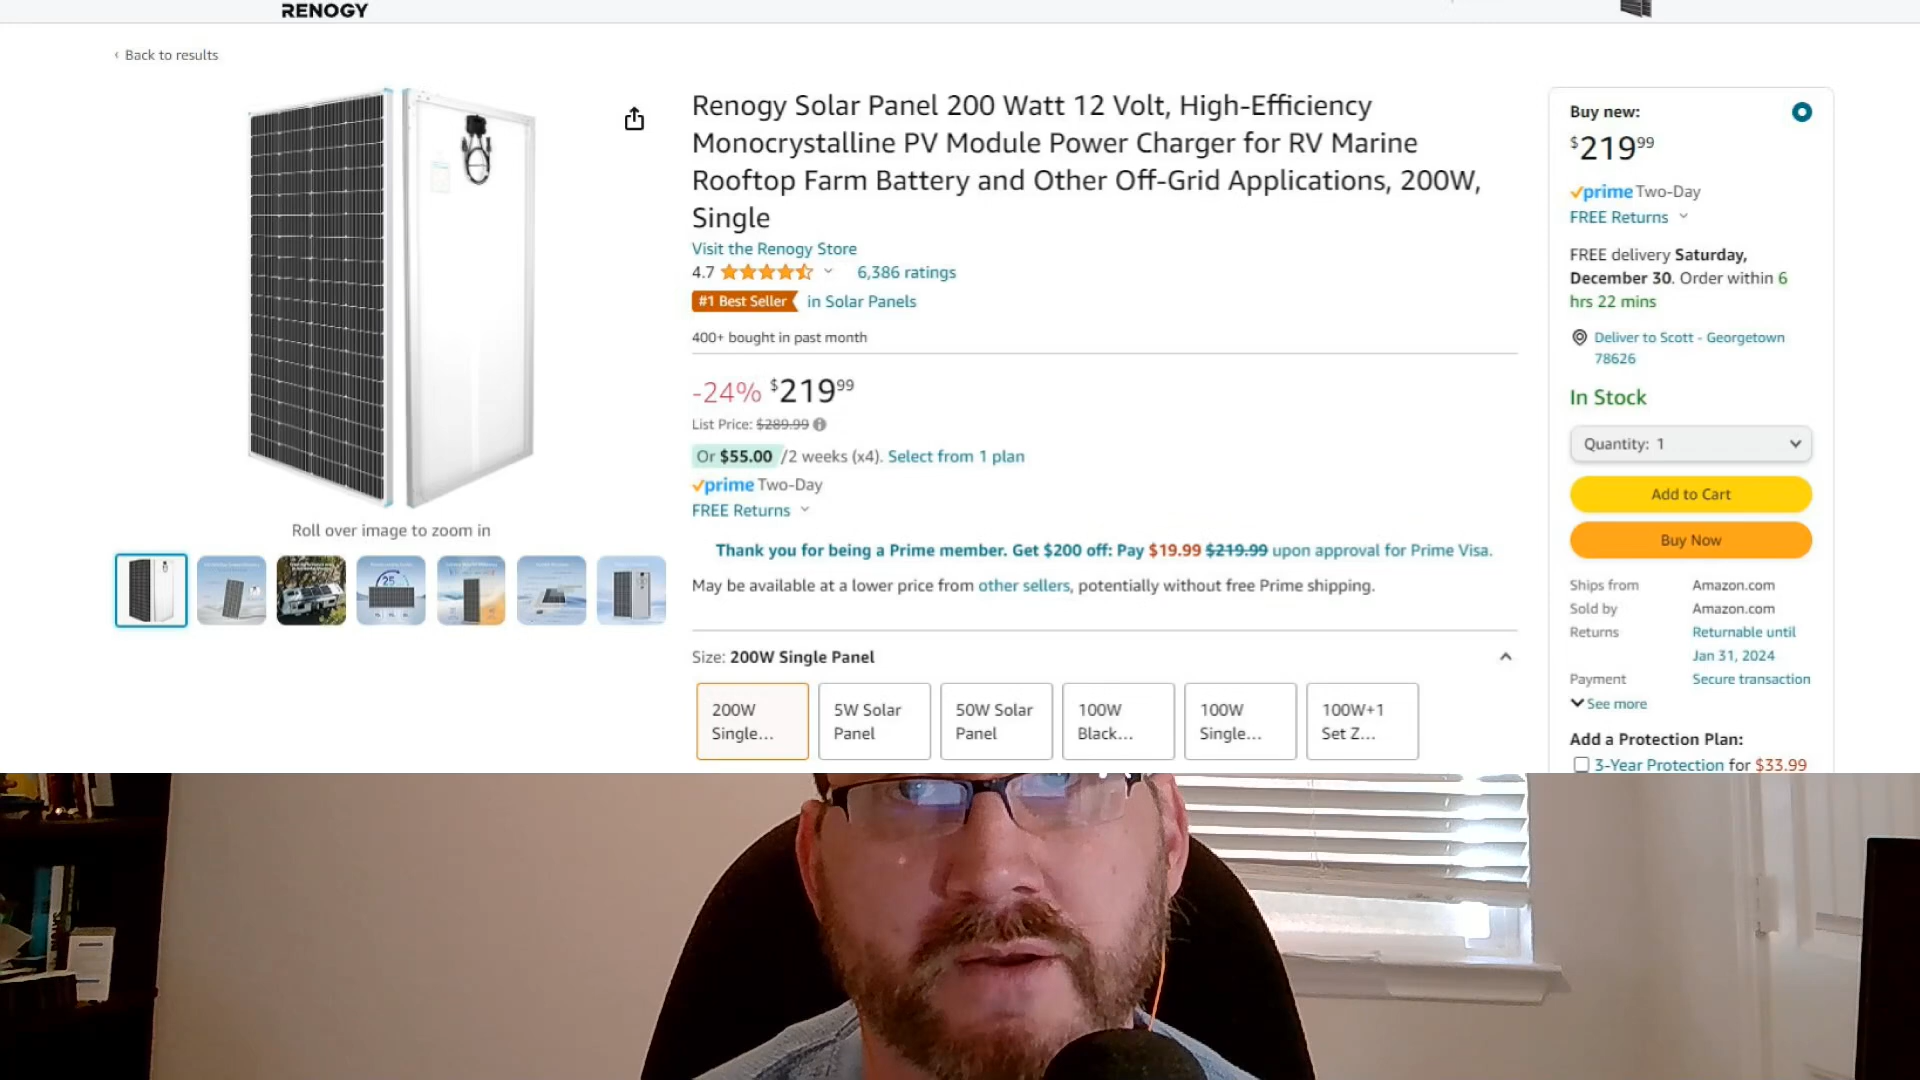 RENOGY
‹ Back to results
Renogy Solar Panel 200 Watt 12 Volt, High-Efficiency
Monocrystalline PV Module Power Charger for RV Marine
Rooftop Farm Battery and Other Off-Grid Applications, 200W,
Single
Visit the Renogy Store
4.7 6,386 ratings
#1 Best Seller in Solar Panels
400+ bought in past month
-24% $219 99
List Price: $289.99
Or $55.00 /2 weeks (x4). Select from 1 plan
prime Two-Day
FREE Returns
Thank you for being a Prime member. Get $200 off: Pay $19.99 $219.99 upon approval for Prime Visa.
May be available at a lower price from other sellers, potentially without free Prime shipping.
Size: 200W Single Panel
200W
Single...
5W Solar
Panel
50W Solar
Panel
100W
Black...
100W
Single...
100W+1
Set Z...
Roll over image to zoom in
25
Buy new:
$219 99
prime Two-Day
FREE Returns
FREE delivery Saturday,
December 30. Order within 6
hrs 22 mins
Deliver to Scott - Georgetown
78626
In Stock
Quantity: 1
Add to Cart
Buy Now
Ships from Amazon.com
Sold by Amazon.com
Returns Returnable until
Jan 31, 2024
Payment Secure transaction
See more
Add a Protection Plan:
3-Year Protection for $33.99